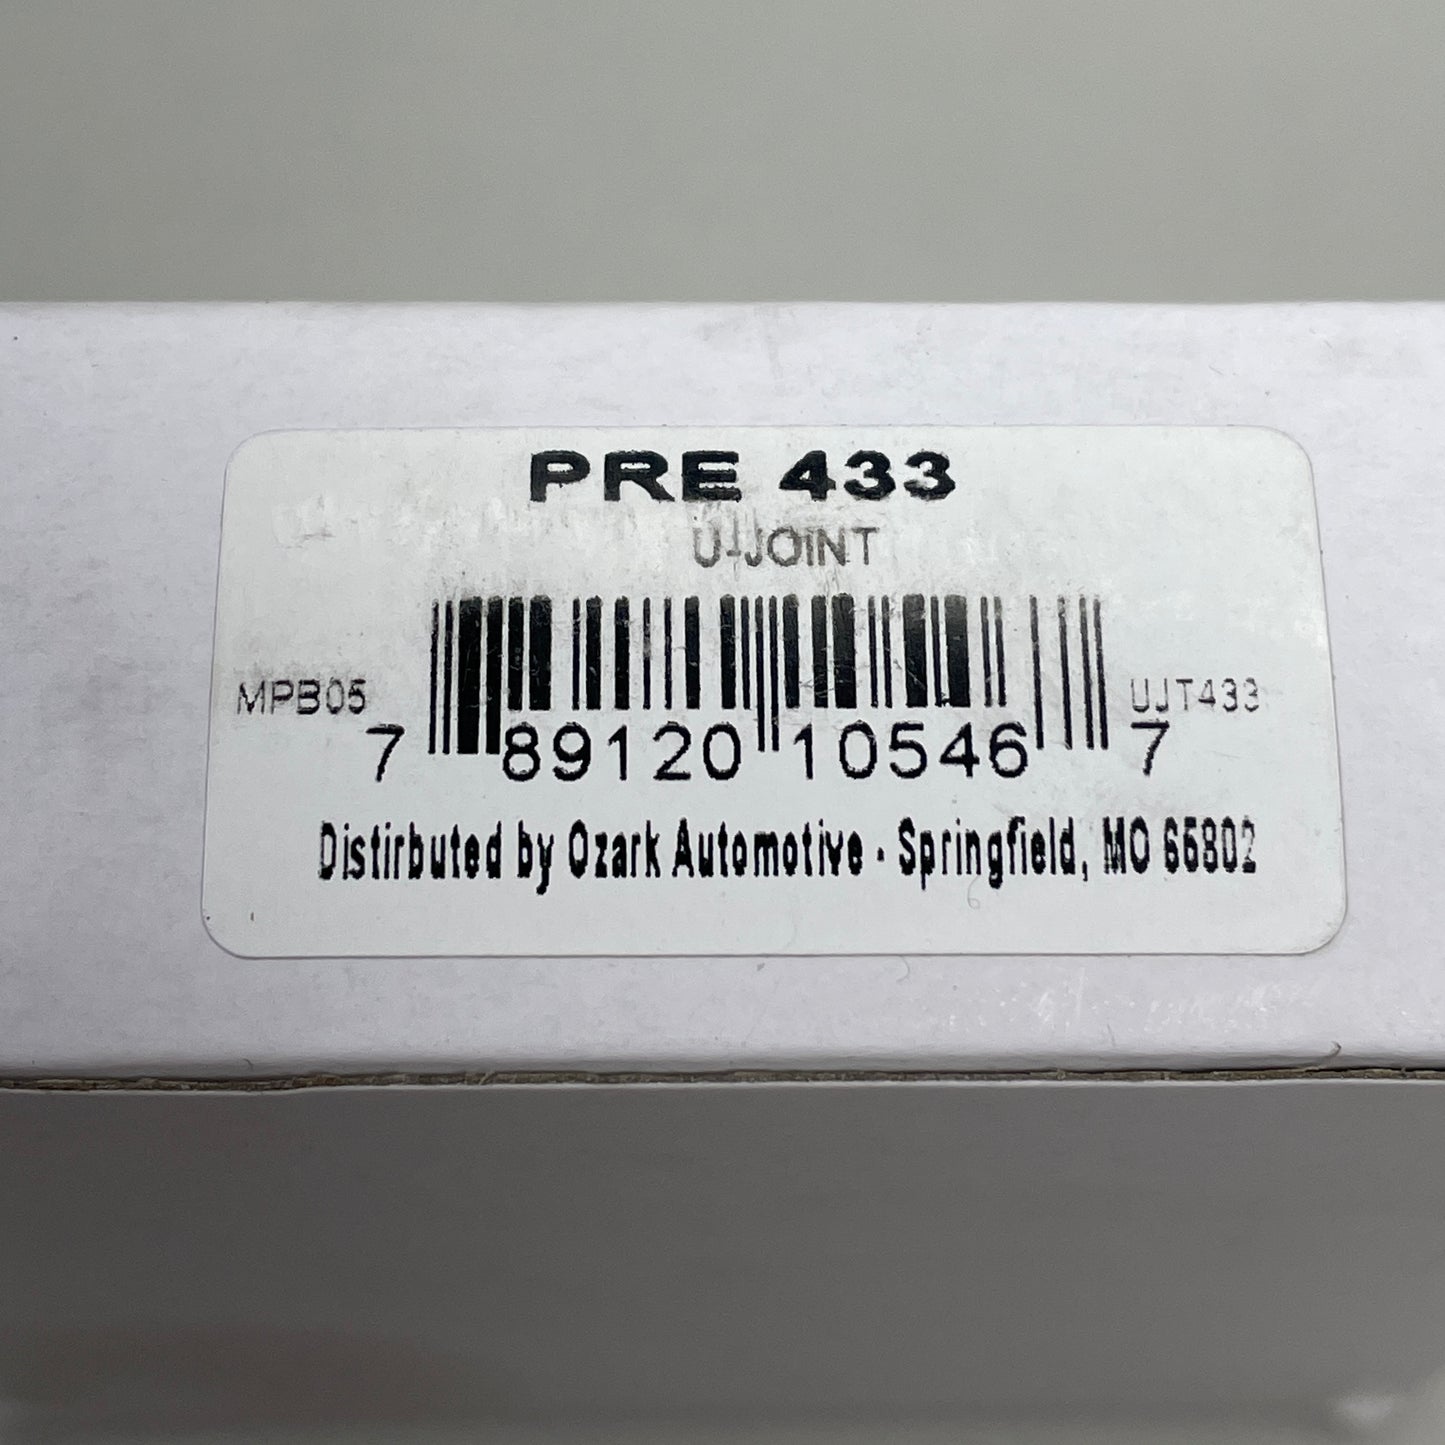 PRE 433
U-JOINT
MPB05
UJT433
7 89120 10546 7
Distirbuted by Ozark Automotive - Springfield, MO 65802